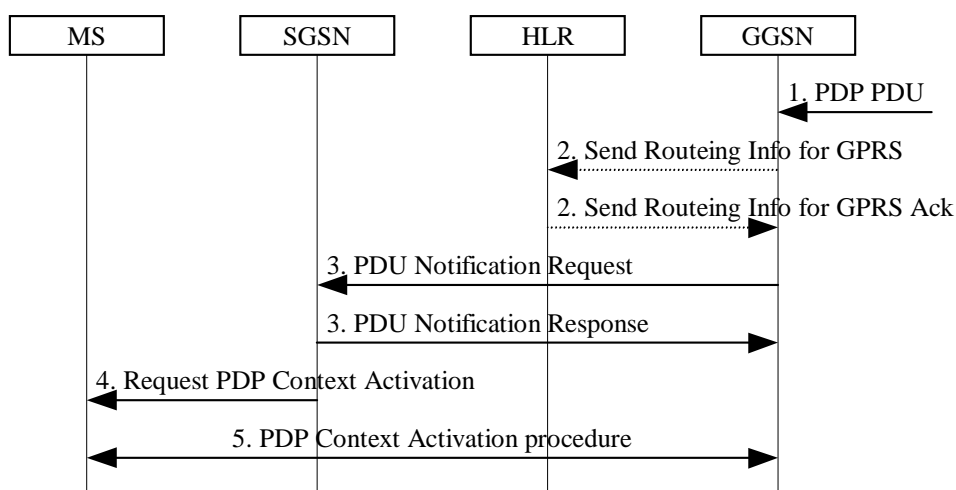 MS
SGSN
HLR
GGSN
1. PDP PDU
2. Send Routeing Info for GPRS
2. Send Routeing Info for GPRS Ack
3. PDU Notification Request
3. PDU Notification Response
4. Request PDP Context Activation
5. PDP Context Activation procedure